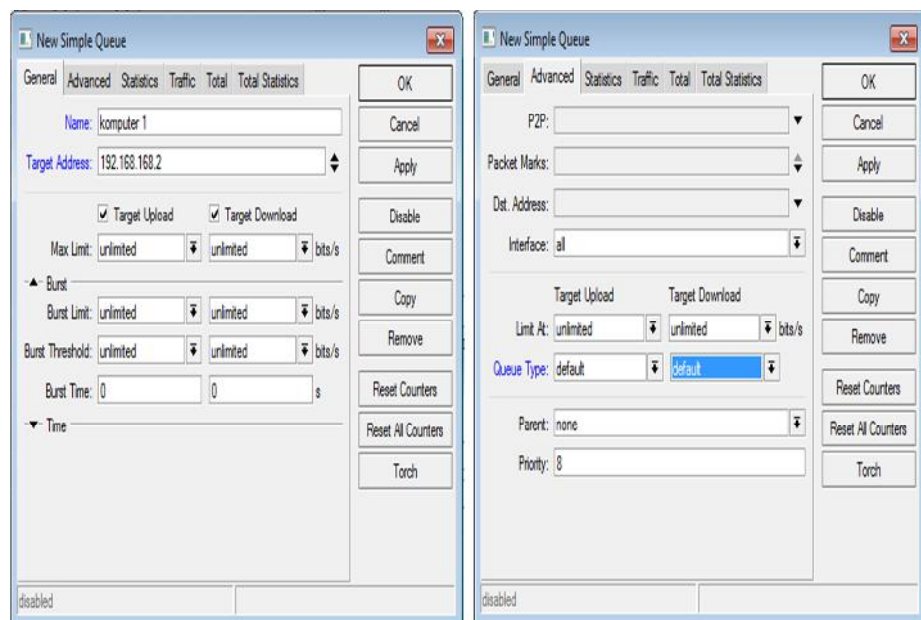 New Simple Queue
General Advanced Statistics Traffic Total Total Statistics
Name: komputer 1
Target Address: 192.168.168.2
Target Upload Target Download
Max Limit: unlimited unlimited bits/s
Burst
Burst Limit: unlimited unlimited bits/s
Burst Threshold: unlimited unlimited bits/s
Burst Time: 0 0 s
Time
OK
Cancel
Apply
Disable
Comment
Copy
Remove
Reset Counters
Reset All Counters
Torch
disabled
New Simple Queue
General Advanced Statistics Traffic Total Total Statistics
P2P:
Packet Marks:
Dst. Address:
Interface: all
Target Upload Target Download
Limit At: unlimited unlimited bits/s
Queue Type: default default
Parent: none
Priority: 8
OK
Cancel
Apply
Disable
Comment
Copy
Remove
Reset Counters
Reset All Counters
Torch
disabled